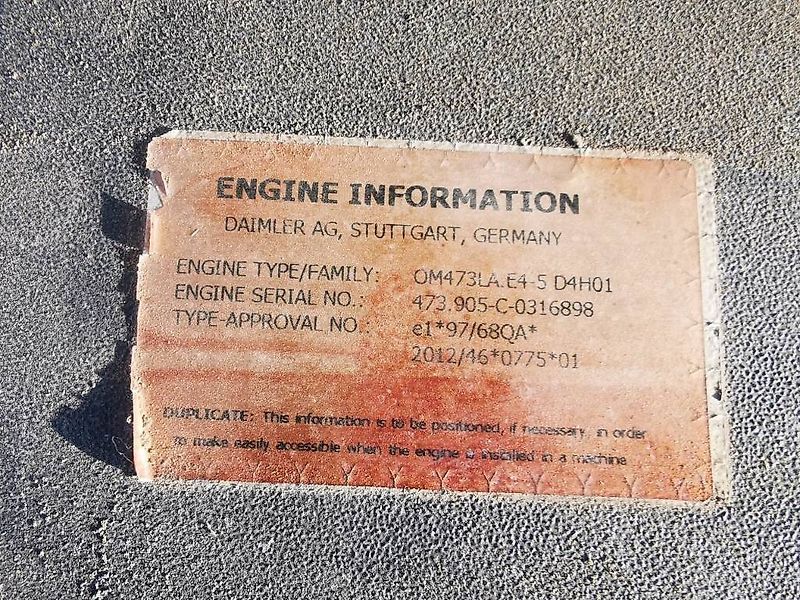 ENGINE INFORMATION
DAIMLER AG, STUTTGART, GERMANY
ENGINE TYPE/FAMILY: OM473LA.E4-5 D4H01
ENGINE SERIAL NO.: 473.905-C-0316898
TYPE-APPROVAL NO.: e1*97/68QA*
2012/46*0775*01
DUPLICATE: This information is to be positioned, if necessary, in order
to make easily accessible when the engine is installed in a machine